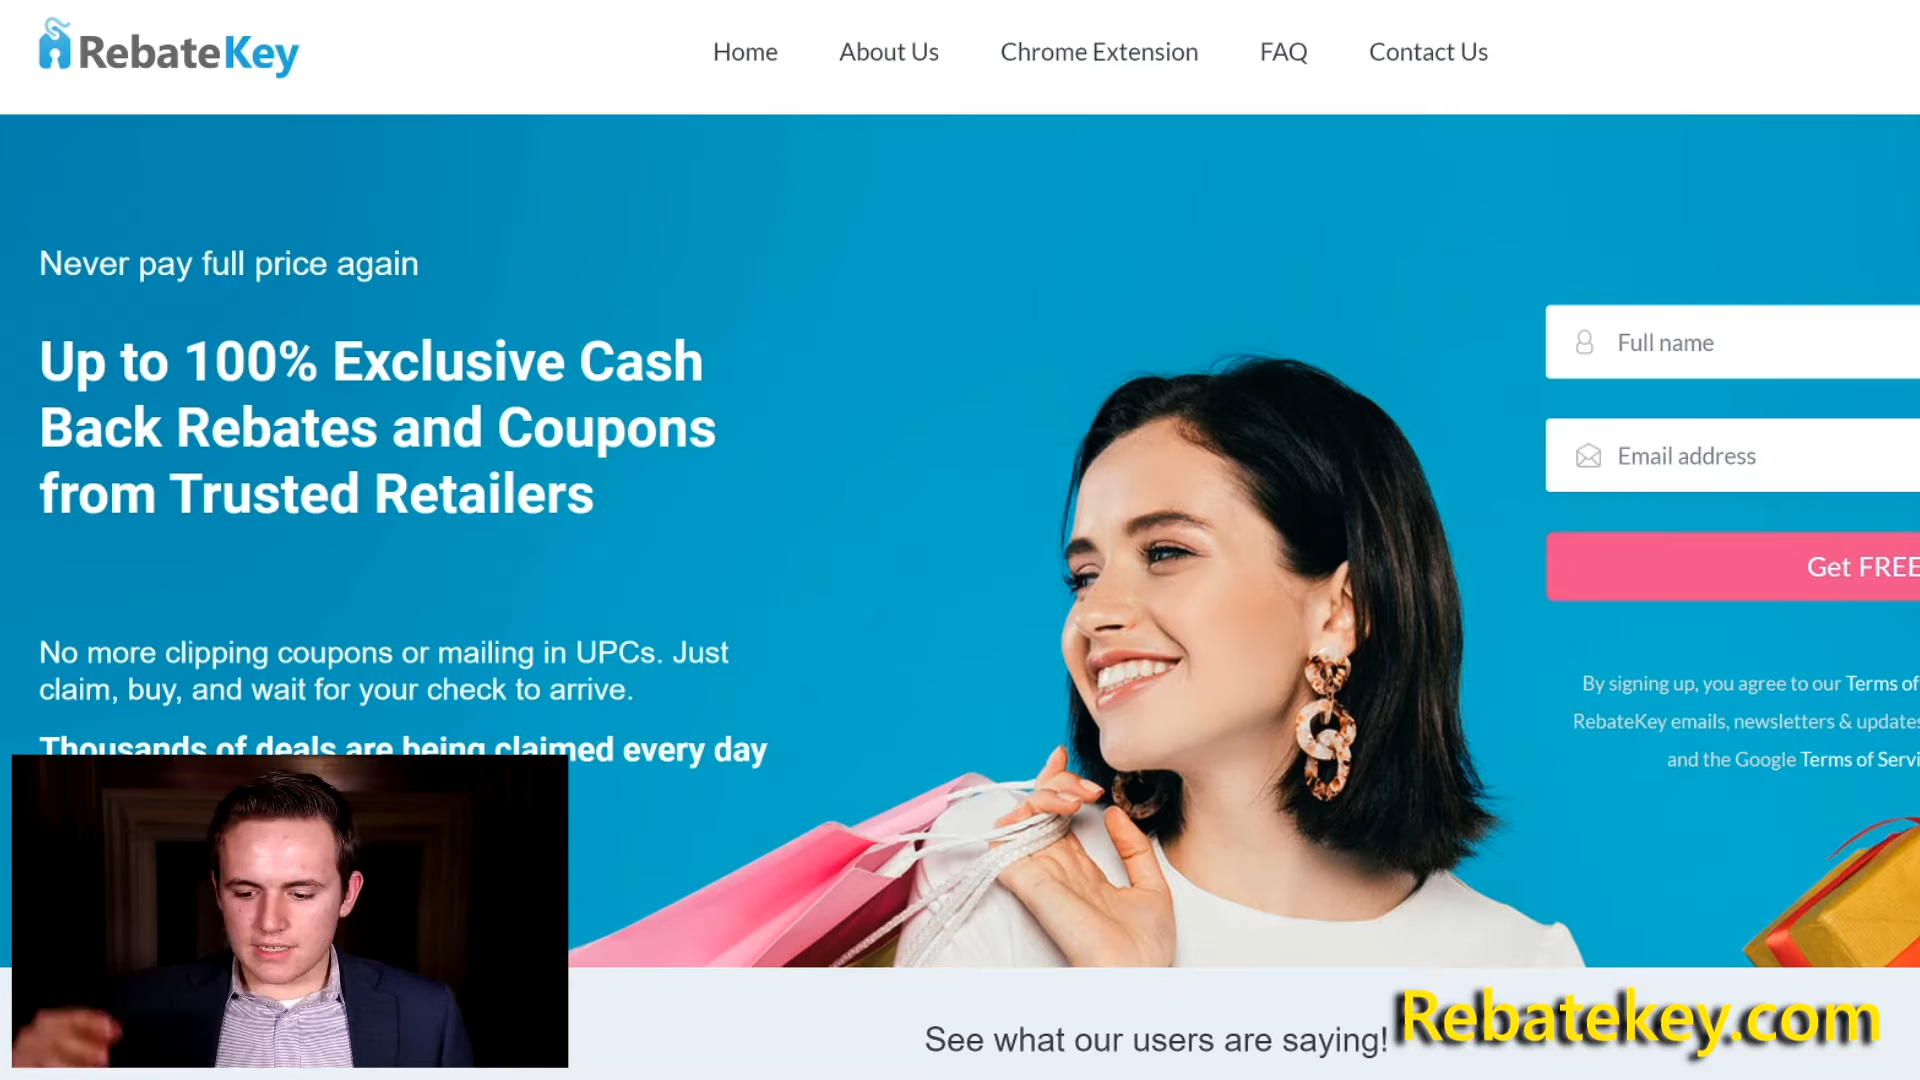 RebateKey
Home
About Us
Chrome Extension
FAQ
Contact Us
Never pay full price again
Up to 100% Exclusive Cash
Back Rebates and Coupons
from Trusted Retailers
No more clipping coupons or mailing in UPCs. Just
claim, buy, and wait for your check to arrive.
Thousands of deals are being claimed every day
Full name
Email address
Get FREE
By signing up, you agree to our Terms of
RebateKey emails, newsletters & updates
and the Google Terms of
See what our users are saying!
Rebatekey.com